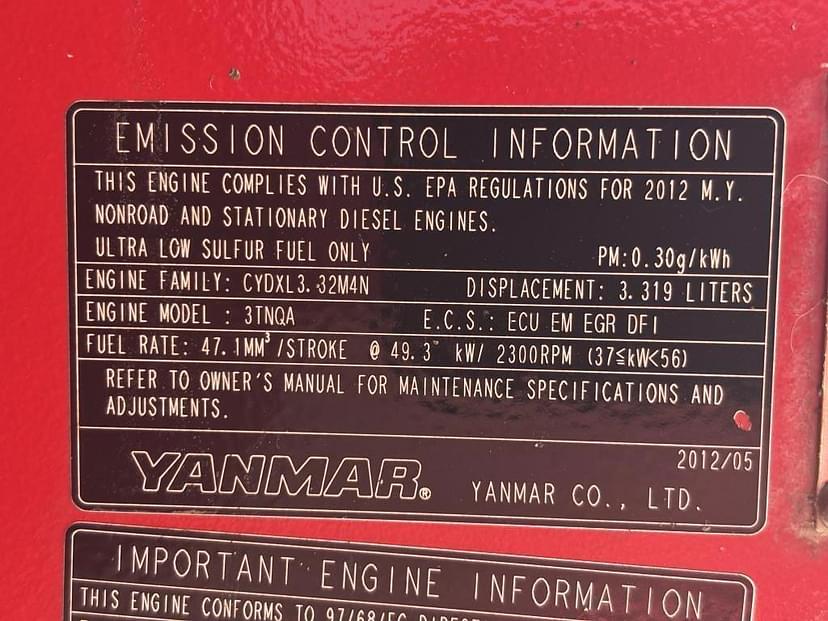 EMISSION CONTROL INFORMATION
THIS ENGINE COMPLIES WITH U.S. EPA REGULATIONS FOR 2012 M.Y.
NONROAD AND STATIONARY DIESEL ENGINES.
ULTRA LOW SULFUR FUEL ONLY PM:0.30g/kWh
ENGINE FAMILY: CYDXL3.32M4N DISPLACEMENT: 3.319 LITERS
ENGINE MODEL : 3TNQA E.C.S.: ECU EM EGR DFI
FUEL RATE: 47.1MM³/STROKE @ 49.3 kW/ 2300RPM (37≦kW<56)
REFER TO OWNER'S MANUAL FOR MAINTENANCE SPECIFICATIONS AND
ADJUSTMENTS.
2012/05
YANMAR® YANMAR CO., LTD.
IMPORTANT ENGINE INFORMATION
THIS ENGINE CONFORMS TO 97/68/EC